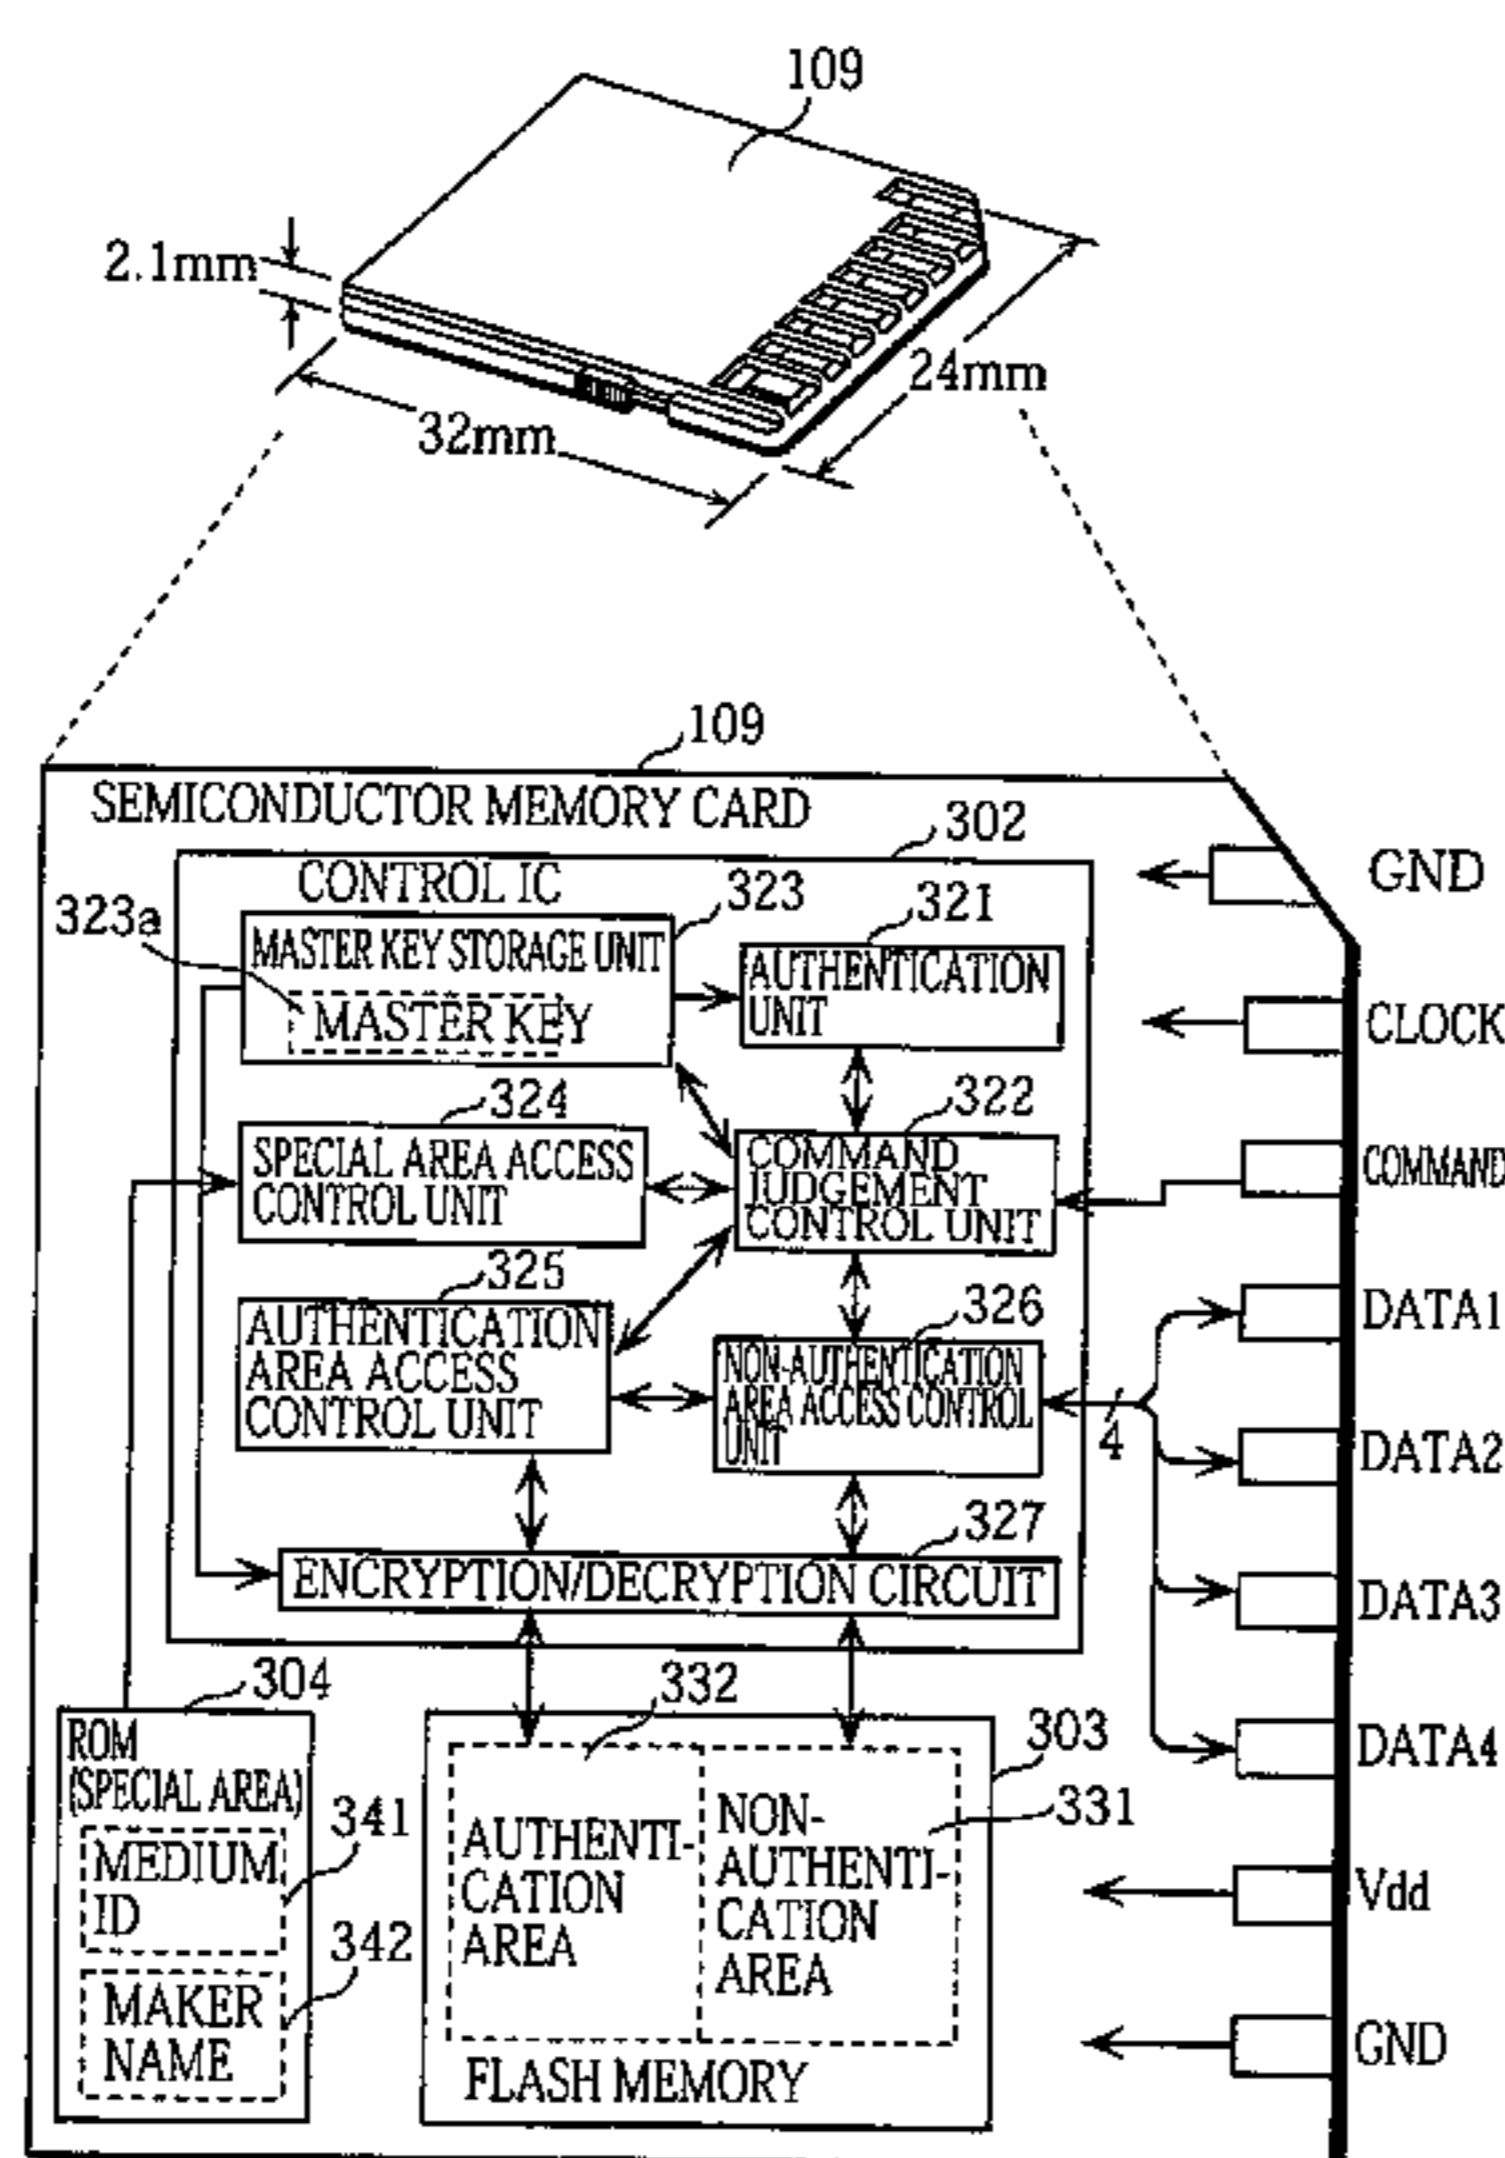 109
2.1mm
24mm
32mm
109
SEMICONDUCTOR MEMORY CARD
302
CONTROL IC
323
321
323a
MASTER KEY STORAGE UNIT
MASTER KEY
AUTHENTICATION
UNIT
324
322
SPECIAL AREA ACCESS
CONTROL UNIT
COMMAND
JUDGEMENT
CONTROL UNIT
325
326
AUTHENTICATION
AREA ACCESS
CONTROL UNIT
NON-AUTHENTICATION
AREA ACCESS CONTROL
UNIT
4
327
ENCRYPTION/DECRYPTION CIRCUIT
304
ROM
(SPECIAL AREA)
341
MEDIUM
ID
342
MAKER
NAME
332
303
331
AUTHENTI-
CATION
AREA
NON-
AUTHENTI-
CATION
AREA
FLASH MEMORY
GND
CLOCK
COMMAND
DATA1
DATA2
DATA3
DATA4
Vdd
GND